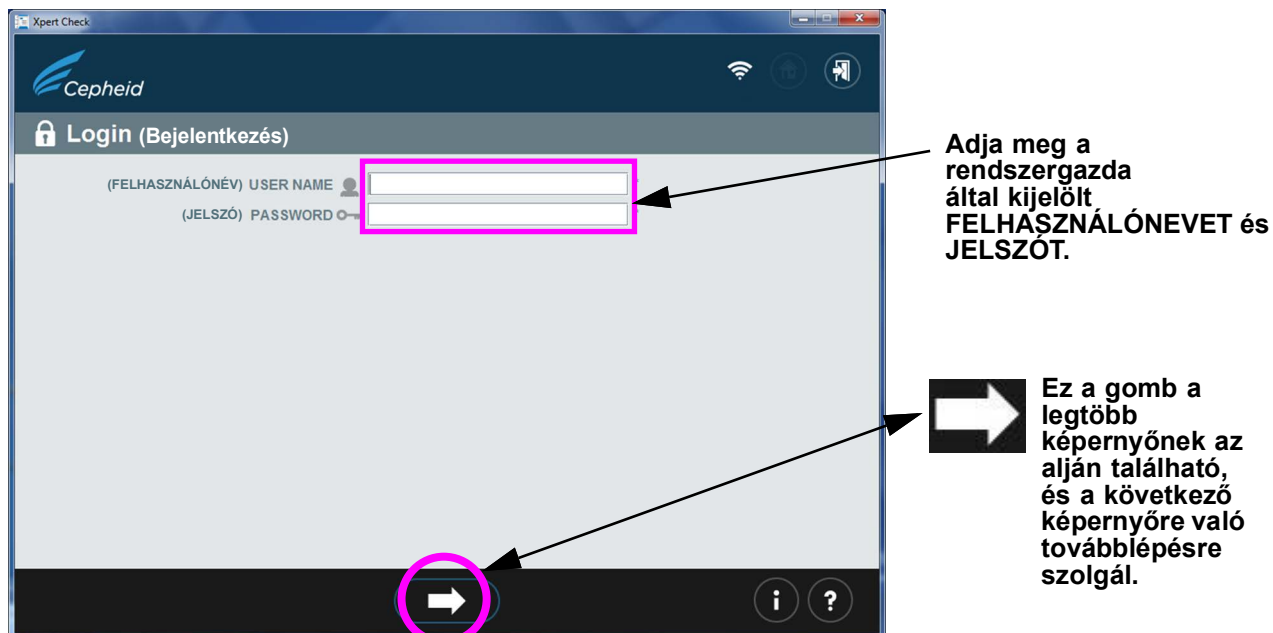 Xpert Check
Cepheid
Login (Bejelentkezés)
(FELHASZNÁLÓNÉV) USER NAME
(JELSZÓ) PASSWORD
Adja meg a
rendszergazda
által kijelölt
FELHASZNÁLÓNEVET és
JELSZÓT.
Ez a gomb a
legtöbb
képernyőnek az
alján található,
és a következő
képernyőre való
továbblépésre
szolgál.
i ?